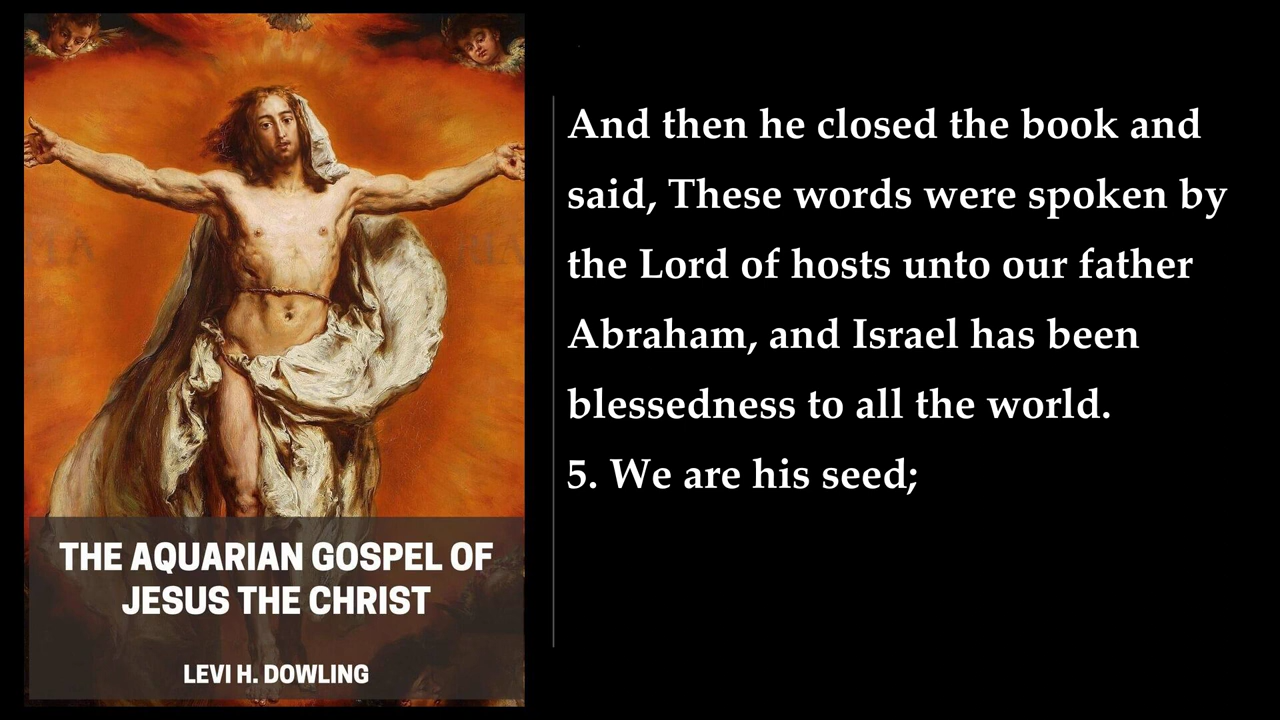 THE AQUARIAN GOSPEL OF
JESUS THE CHRIST
LEVI H. DOWLING
And then he closed the book and
said, These words were spoken by
the Lord of hosts unto our father
Abraham, and Israel has been
blessedness to all the world.
5. We are his seed;